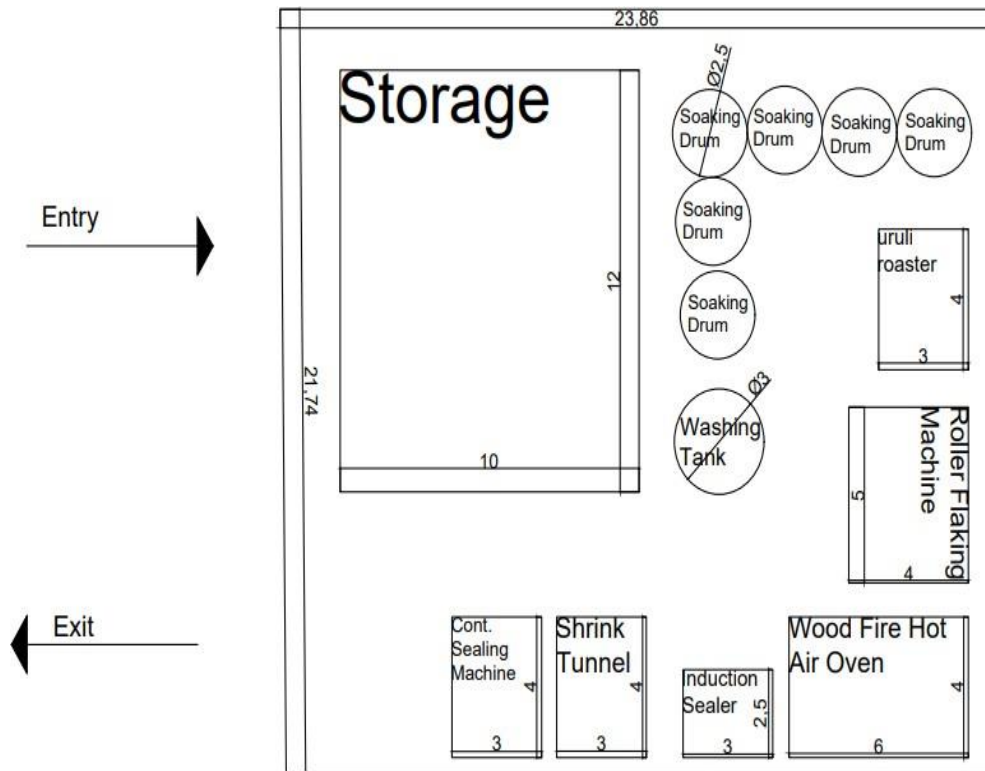 23,86
Storage
Ø2,5
Soaking
Drum
Soaking
Drum
Soaking
Drum
Soaking
Drum
Entry
Soaking
Drum
uruli
roaster
12
4
Soaking
Drum
3
21,74
Ø3
Washing
Tank
10
Roller Flaking
Machine
5
4
Exit
Cont.
Sealing
Machine
4
3
Shrink
Tunnel
4
3
Induction
Sealer
2,5
3
Wood Fire Hot
Air Oven
4
6